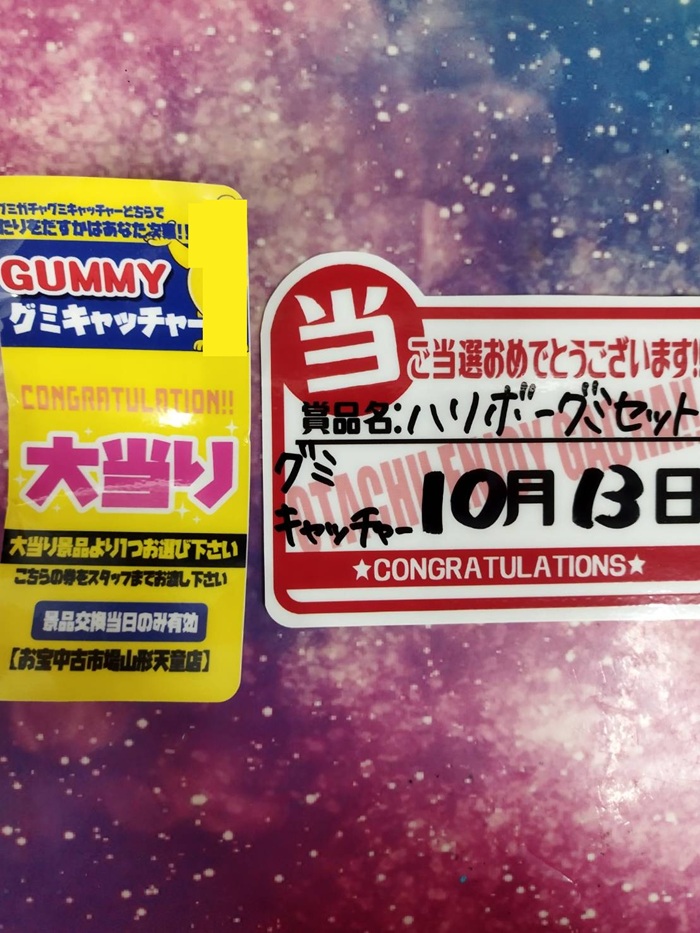 グミガチャグミキャッチャーどちらで
たりをだすかはあなた次第!!
GUMMY
グミキャッチャー
CONGRATULATION!!
大当り
大当り景品より1つお選び下さい
こちらの券をスタッフまでお渡し下さい
景品交換当日のみ有効
【お宝中古市場山形天童店】
当
ご当選おめでとうございます!!
賞品名:ハリボーグミセット
グミ
キャッチャー
10月13日
★CONGRATULATIONS★